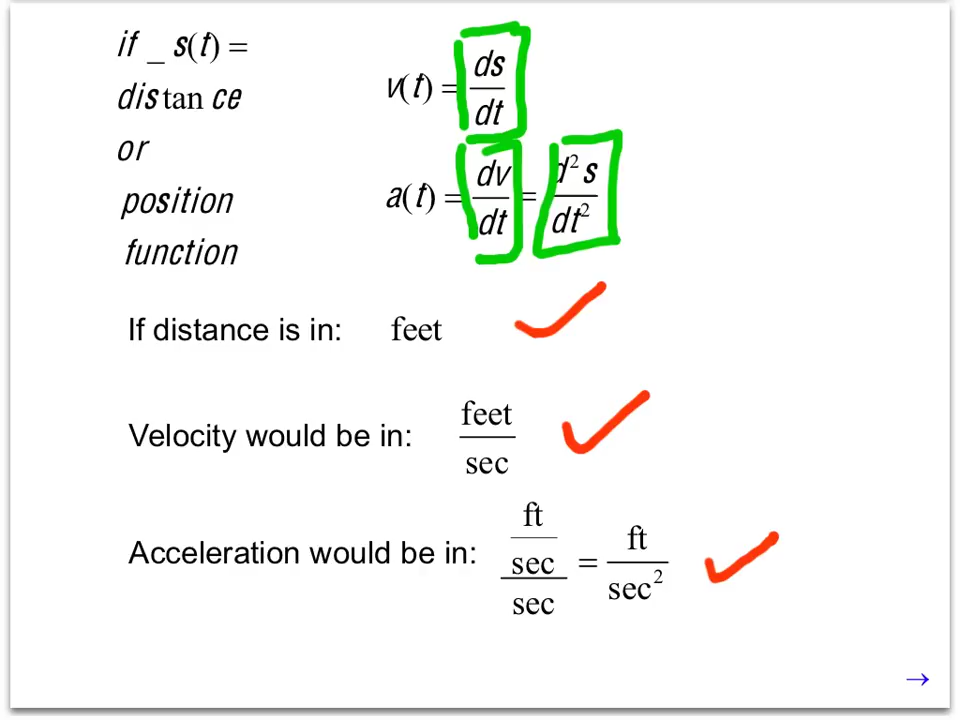 if _ s(t) =
distance
or
position
function
v(t) = ds/dt
a(t) = dv/dt = d²s/dt²
If distance is in: feet
Velocity would be in: feet/sec
Acceleration would be in: ft/sec/sec = ft/sec²
→